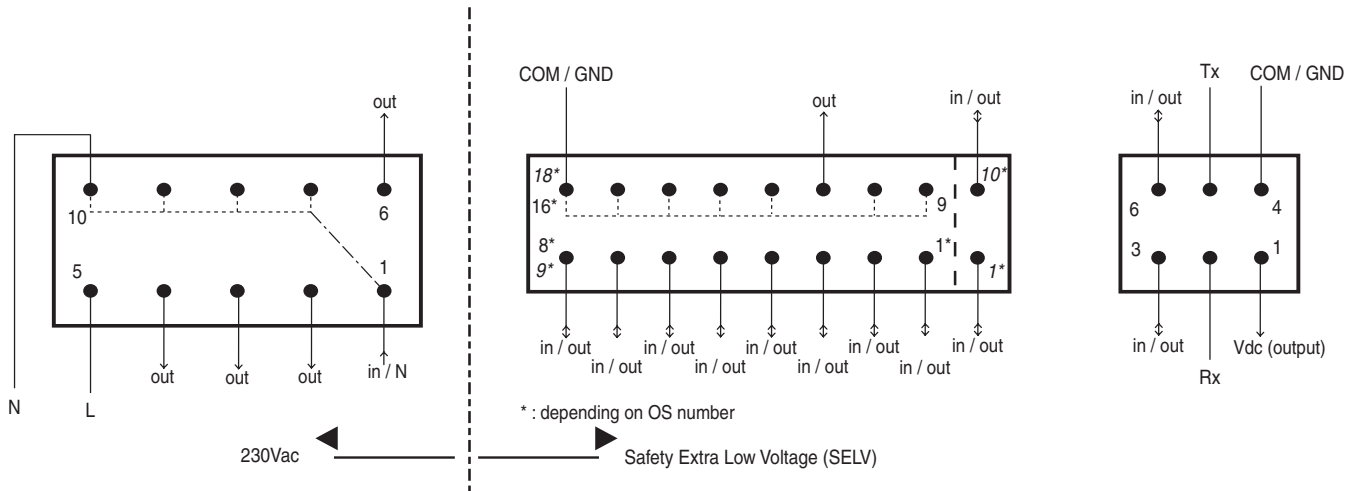 COM / GND
Tx
COM / GND
out
out
in / out
in / out
18*
10*
10
6
16*
9
6
4
5
1
8*
1*
3
1
9*
1*
out
out
out
in / N
in / out
in / out
in / out
in / out
in / out
in / out
in / out
in / out
in / out
in / out
Vdc (output)
Rx
N
L
* : depending on OS number
230Vac
Safety Extra Low Voltage (SELV)